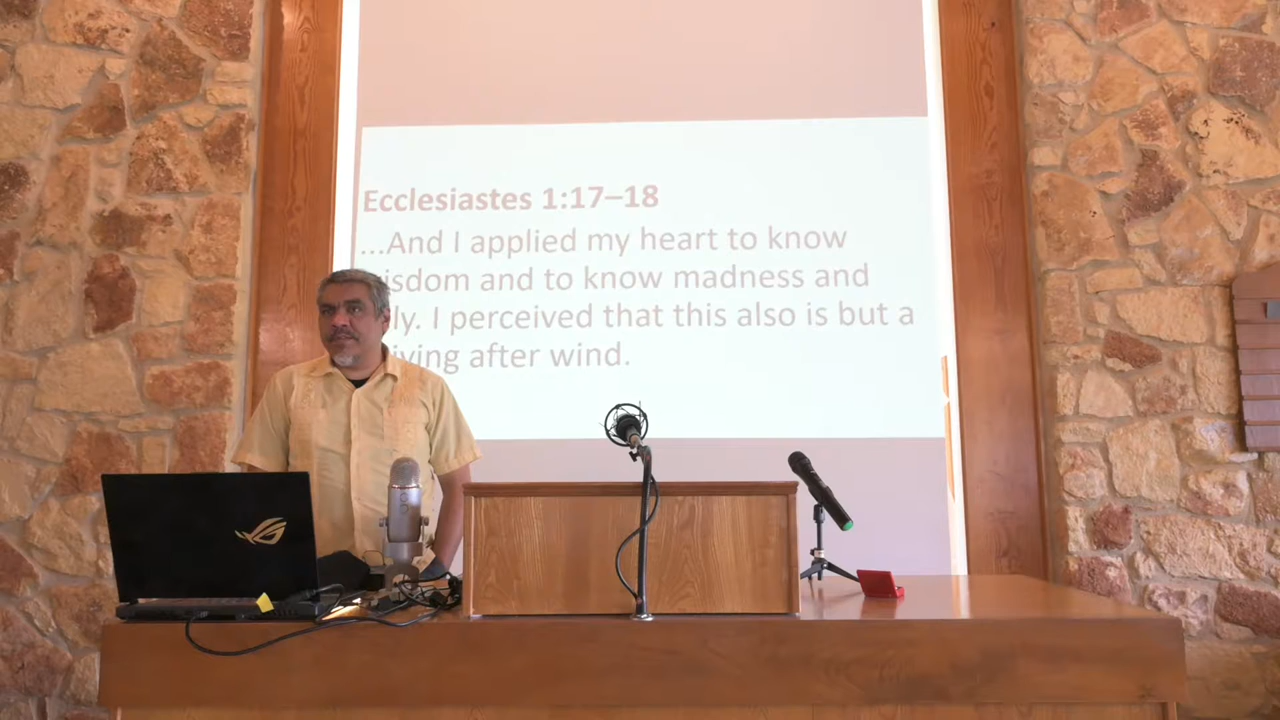 Ecclesiastes 1:17–18
...And I applied my heart to know
isdom and to know madness and
ly. I perceived that this also is but a
iving after wind.